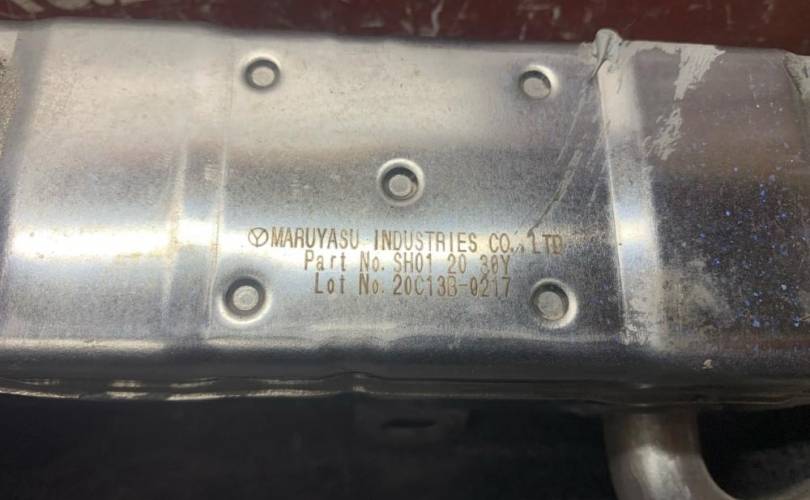 MARUYASU INDUSTRIES CO., LTD
Part No. SH01 20 30Y
Lot No. 20C13B-0217